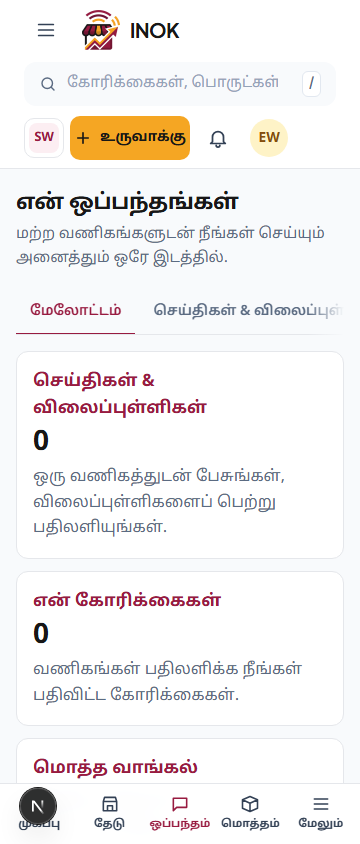 INOK
கோரிக்கைகள், பொருட்கள்
/
SW
+ உருவாக்கு
EW
என் ஒப்பந்தங்கள்
மற்ற வணிகங்களுடன் நீங்கள் செய்யும்
அனைத்தும் ஒரே இடத்தில்.
மேலோட்டம்
செய்திகள் &
செய்திகள் &
விலைப்புள்ளிகள்
0
ஒரு வணிகத்துடன் பேசுங்கள்,
விலைப்புள்ளிகளைப் பெற்று
பதிலளியுங்கள்.
என் கோரிக்கைகள்
0
வணிகங்கள் பதிலளிக்க நீங்கள்
பதிவிட்ட கோரிக்கைகள்.
மொத்த வாங்கல்
N
தேடு
ஒப்பந்தம்
மொத்தம்
மேலும்